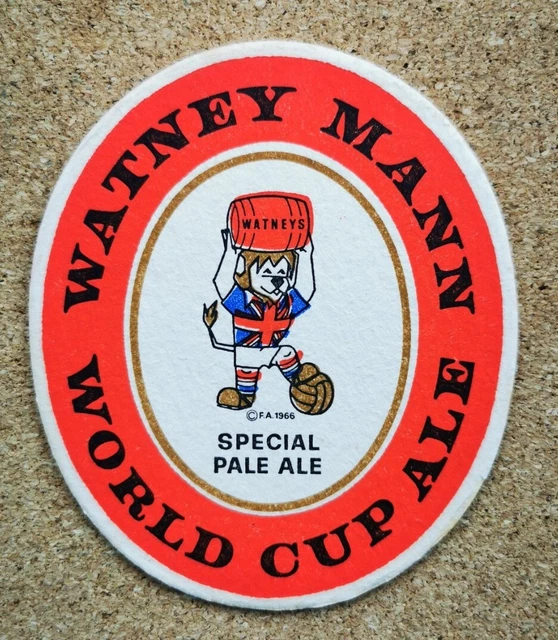 WATNEY MANN
WATNEYS
© F.A. 1966
SPECIAL
PALE ALE
WORLD CUP ALE